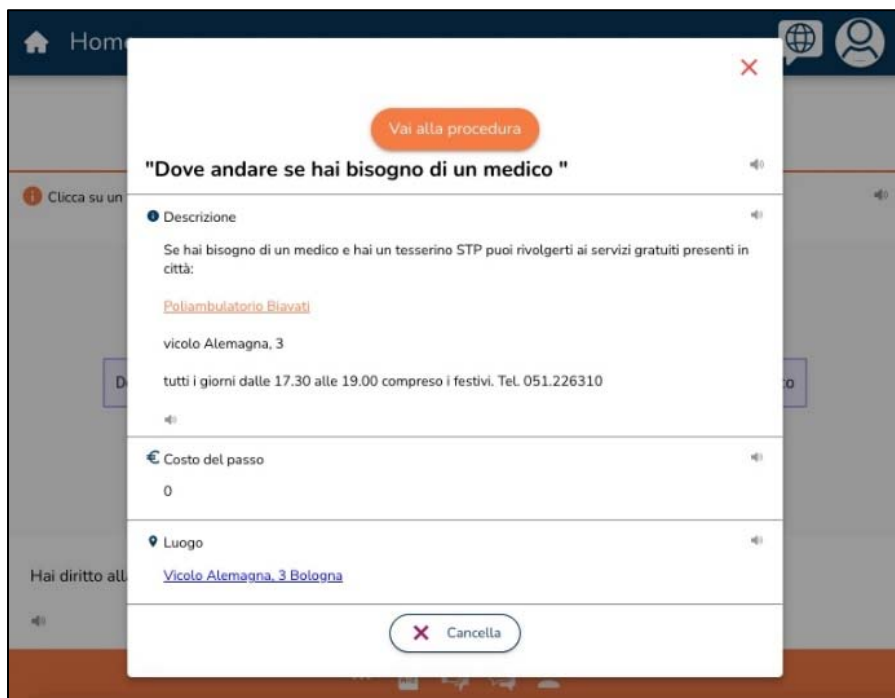 Home
Vai alla procedura
"Dove andare se hai bisogno di un medico "
Clicca su un
Descrizione
Se hai bisogno di un medico e hai un tesserino STP puoi rivolgerti ai servizi gratuiti presenti in
città:
Poliambulatorio Biavati
vicolo Alemagna, 3
tutti i giorni dalle 17.30 alle 19.00 compreso i festivi. Tel. 051.226310
Costo del passo
0
Luogo
Vicolo Alemagna, 3 Bologna
Hai diritto
Cancella